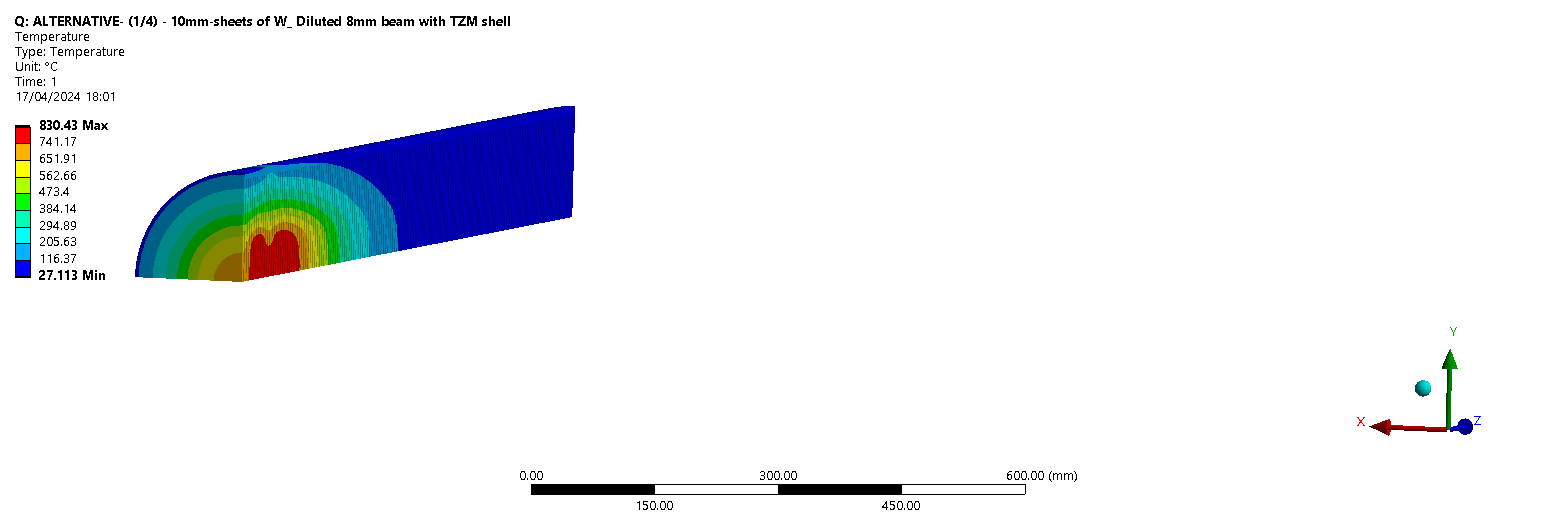 Q: ALTERNATIVE- (1/4) - 10mm-sheets of W_ Diluted 8mm beam with TZM shell
Temperature
Type: Temperature
Unit: °C
Time: 1
17/04/2024 18:01
830.43 Max
741.17
651.91
562.66
473.4
384.14
294.89
205.63
116.37
27.113 Min
Y
X
Z
0.00 300.00 600.00 (mm)
150.00 450.00